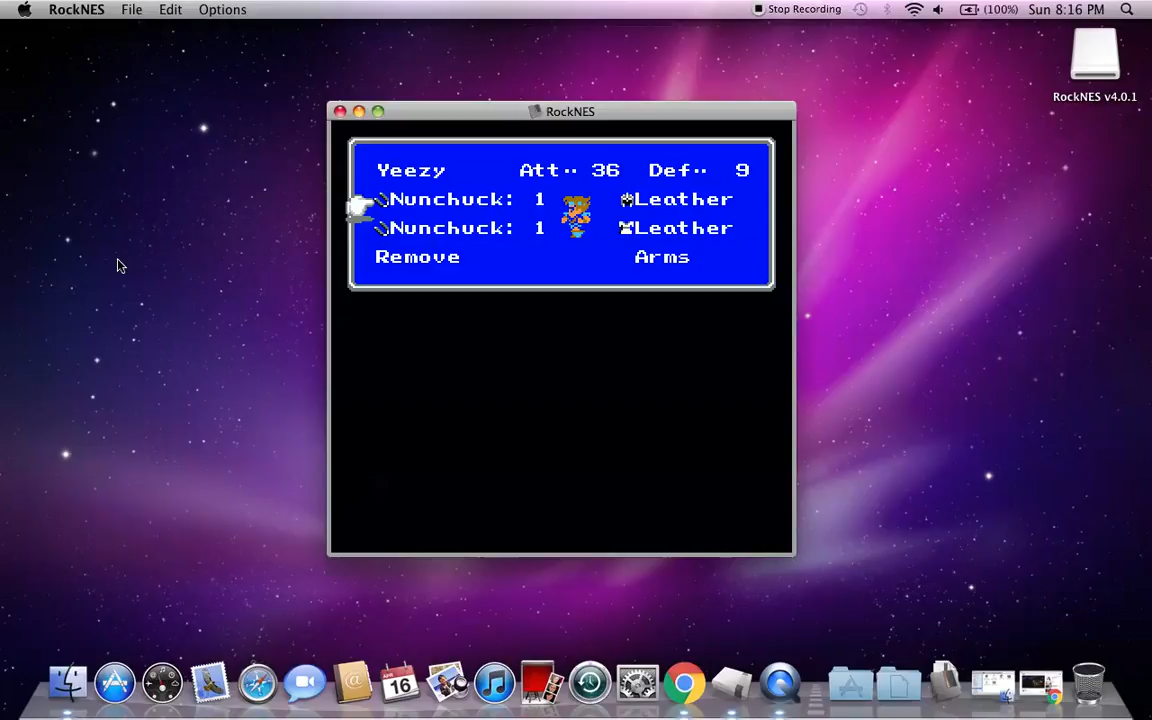 RockNES File Edit Options Stop Recording (100%) Sun 8:16 PM
RockNES v4.0.1
RockNES
Yeezy Att·· 36 Def·· 9
Nunchuck: 1 Leather
Nunchuck: 1 Leather
Remove Arms
16